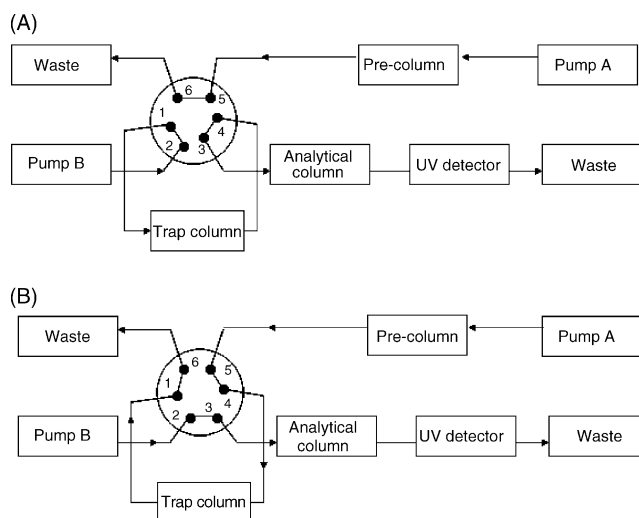 (A)
Waste
Pre-column
Pump A
6
5
1
4
2
3
Pump B
Analytical
column
UV detector
Waste
Trap column
(B)
Waste
Pre-column
Pump A
6
5
1
4
2
3
Pump B
Analytical
column
UV detector
Waste
Trap column